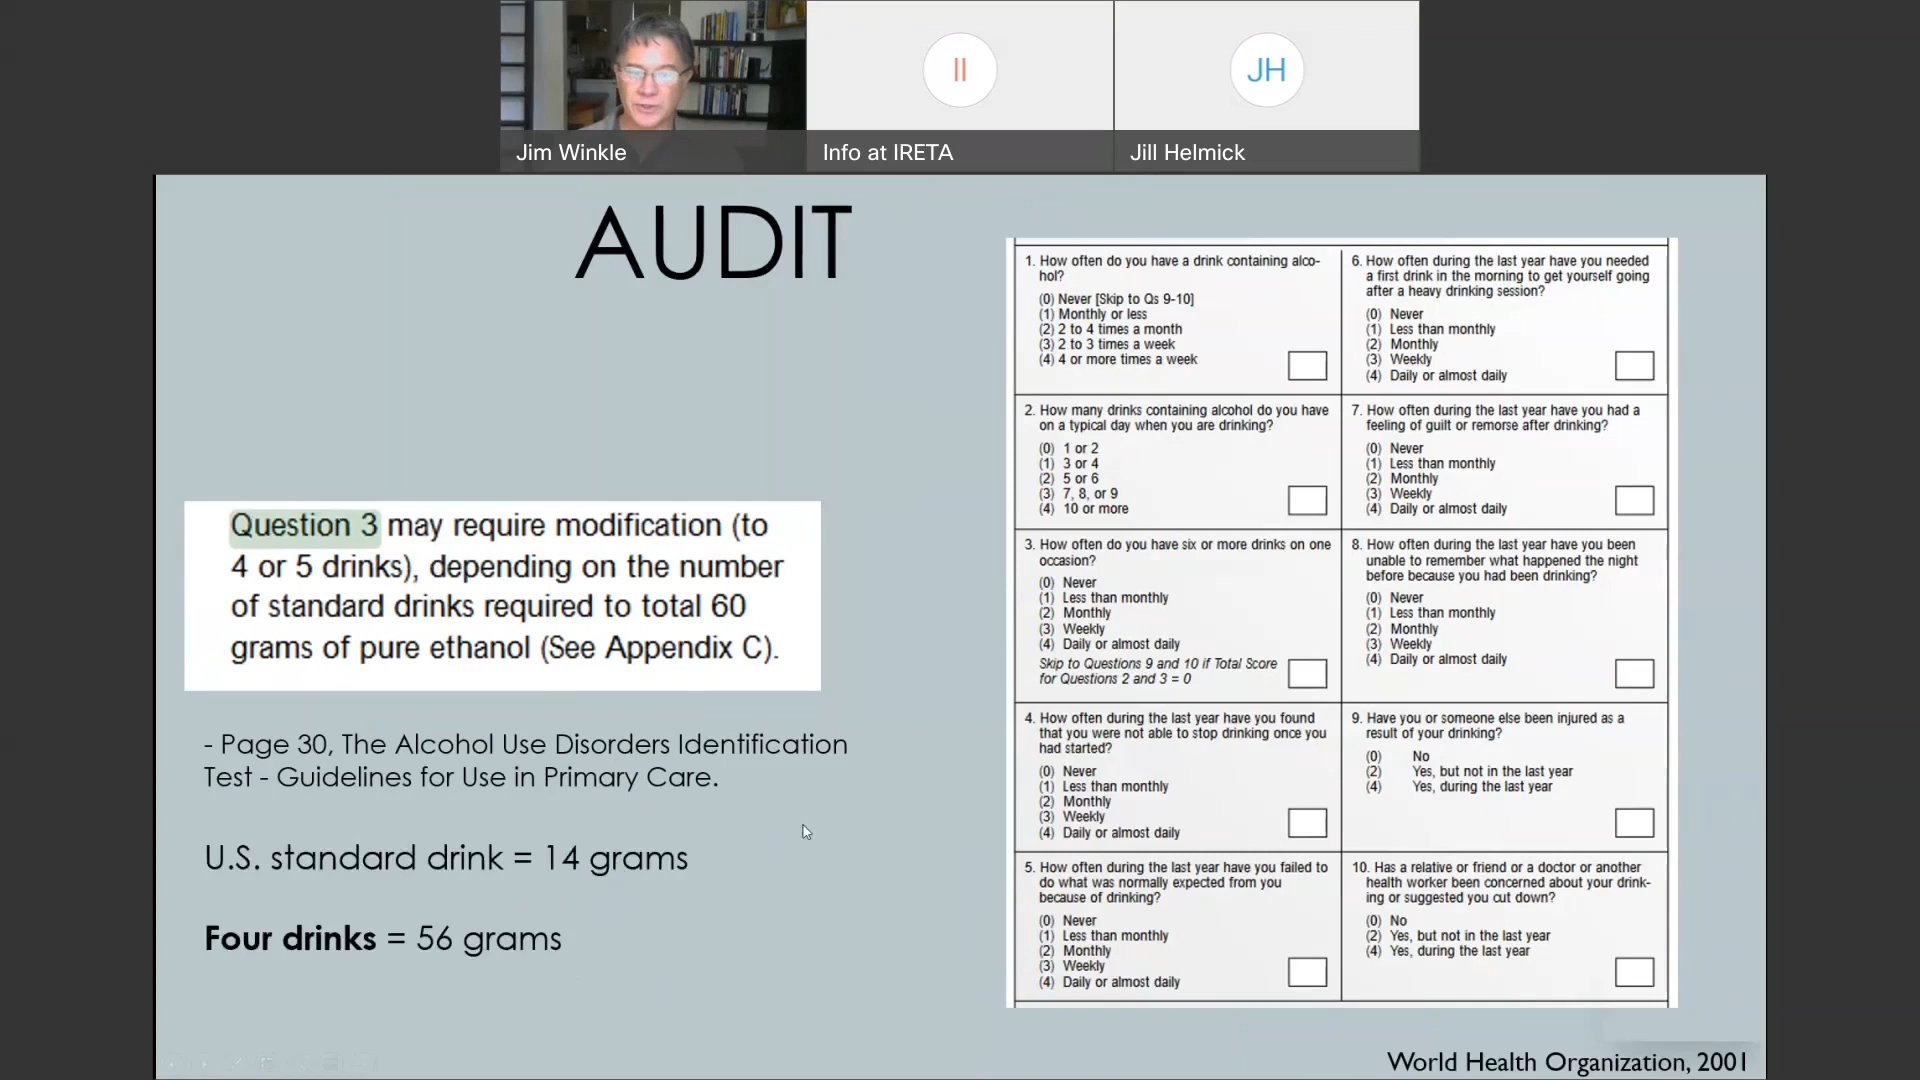 II
JH
Jim Winkle
Info at IRETA
Jill Helmick
AUDIT
Question 3 may require modification (to
4 or 5 drinks), depending on the number
of standard drinks required to total 60
grams of pure ethanol (See Appendix C).
- Page 30, The Alcohol Use Disorders Identification
Test - Guidelines for Use in Primary Care.
U.S. standard drink = 14 grams
Four drinks = 56 grams
1. How often do you have a drink containing alco-
hol?
(0) Never [Skip to Qs 9-10]
(1) Monthly or less
(2) 2 to 4 times a month
(3) 2 to 3 times a week
(4) 4 or more times a week
2. How many drinks containing alcohol do you have
on a typical day when you are drinking?
(0) 1 or 2
(1) 3 or 4
(2) 5 or 6
(3) 7, 8, or 9
(4) 10 or more
3. How often do you have six or more drinks on one
occasion?
(0) Never
(1) Less than monthly
(2) Monthly
(3) Weekly
(4) Daily or almost daily
Skip to Questions 9 and 10 if Total Score
for Questions 2 and 3 = 0
4. How often during the last year have you found
that you were not able to stop drinking once you
had started?
(0) Never
(1) Less than monthly
(2) Monthly
(3) Weekly
(4) Daily or almost daily
5. How often during the last year have you failed to
do what was normally expected from you
because of drinking?
(0) Never
(1) Less than monthly
(2) Monthly
(3) Weekly
(4) Daily or almost daily
6. How often during the last year have you needed
a first drink in the morning to get yourself going
after a heavy drinking session?
(0) Never
(1) Less than monthly
(2) Monthly
(3) Weekly
(4) Daily or almost daily
7. How often during the last year have you had a
feeling of guilt or remorse after drinking?
(0) Never
(1) Less than monthly
(2) Monthly
(3) Weekly
(4) Daily or almost daily
8. How often during the last year have you been
unable to remember what happened the night
before because you had been drinking?
(0) Never
(1) Less than monthly
(2) Monthly
(3) Weekly
(4) Daily or almost daily
9. Have you or someone else been injured as a
result of your drinking?
(0) No
(2) Yes, but not in the last year
(4) Yes, during the last year
10. Has a relative or friend or a doctor or another
health worker been concerned about your drink-
ing or suggested you cut down?
(0) No
(2) Yes, but not in the last year
(4) Yes, during the last year
World Health Organization, 2001